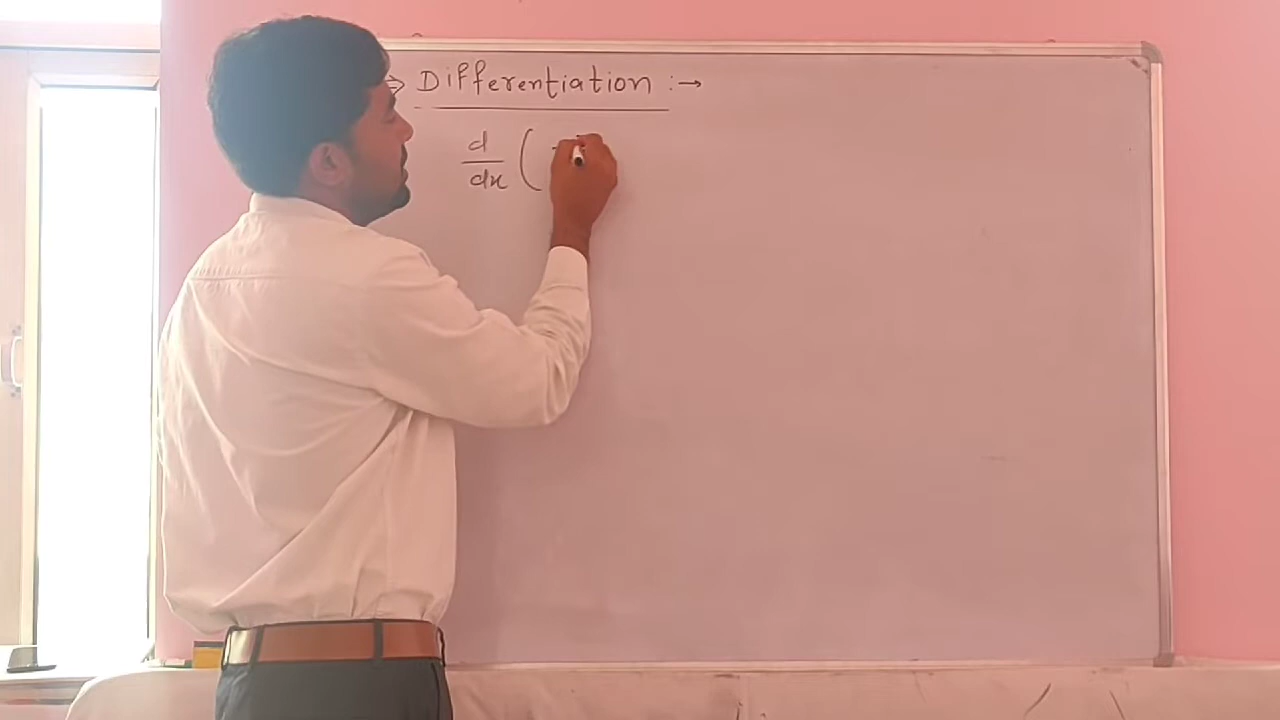 ⇒ Differentiation :→
d/dx (